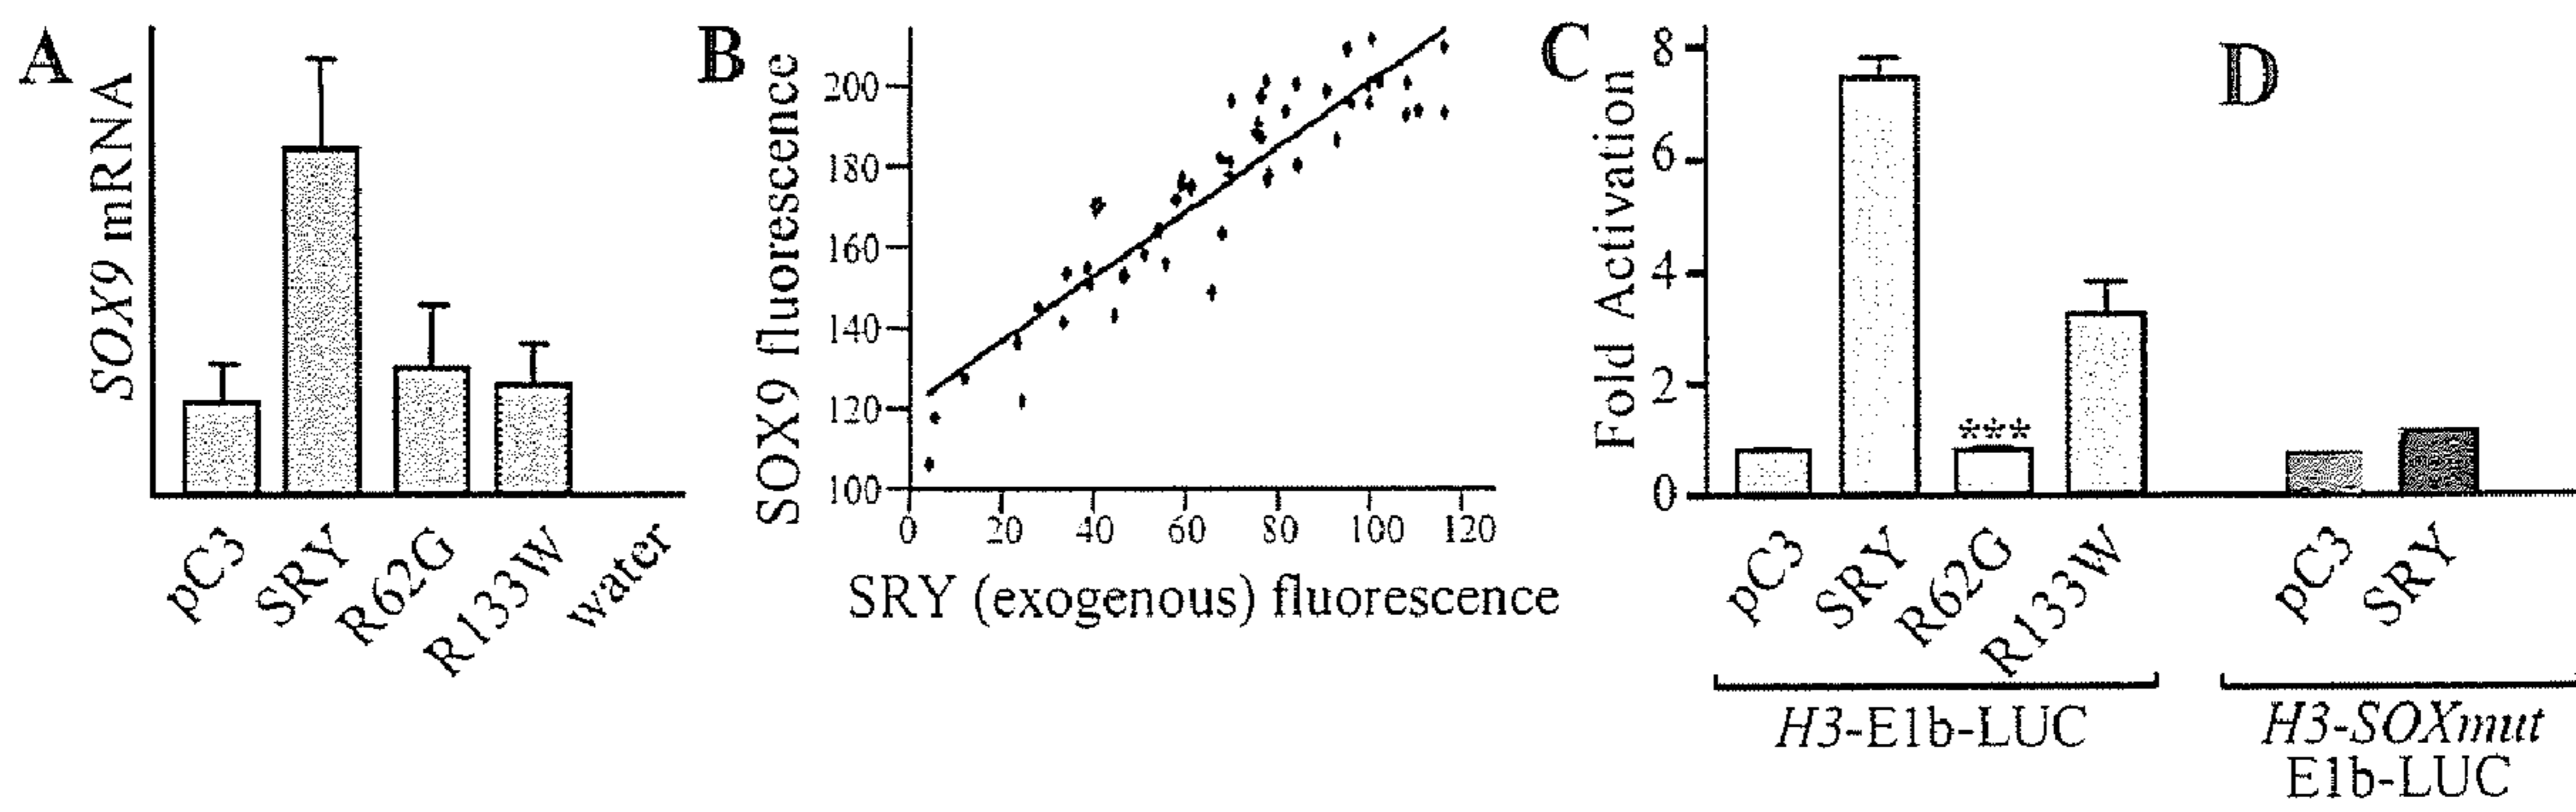 A
SOX9 mRNA
pC3
SRY
R62G
R133W
water
B
SOX9 fluorescence
200
180
160
140
120
100
0 20 40 60 80 100 120
SRY (exogenous) fluorescence
C
Fold Activation
8
6
4
2
0
***
pC3
SRY
R62G
R133W
H3-E1b-LUC
D
pC3
SRY
H3-SOXmut
E1b-LUC